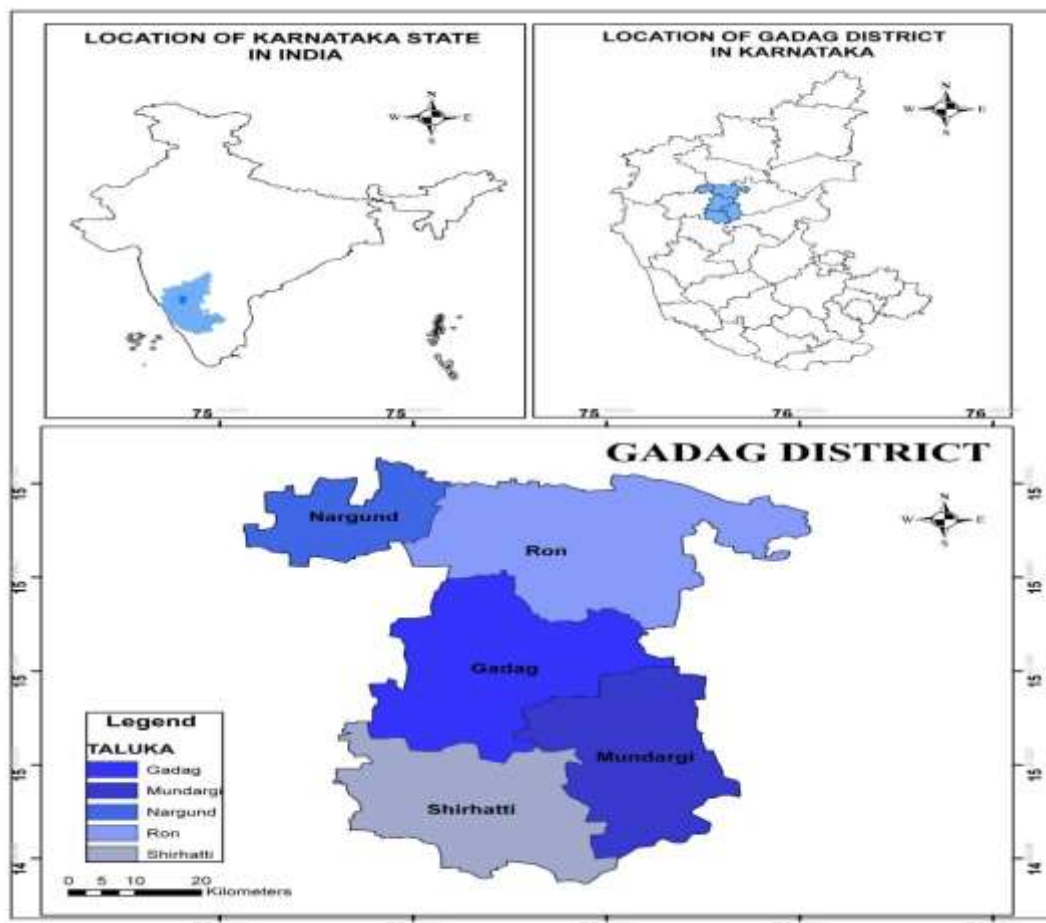 LOCATION OF KARNATAKA STATE
IN INDIA
N
W E
S
LOCATION OF GADAG DISTRICT
IN KARNATAKA
N
W E
S
75 75 75 76 76
GADAG DISTRICT
N
W E
S
15 15
Nargund
Ron
15 15
Gadag
15 15
Mundargi
15 15
Shirhatti
14 14
Legend
TALUKA
Gadag
Mundargi
Nargund
Ron
Shirhatti
0 5 10 20
Kilometers